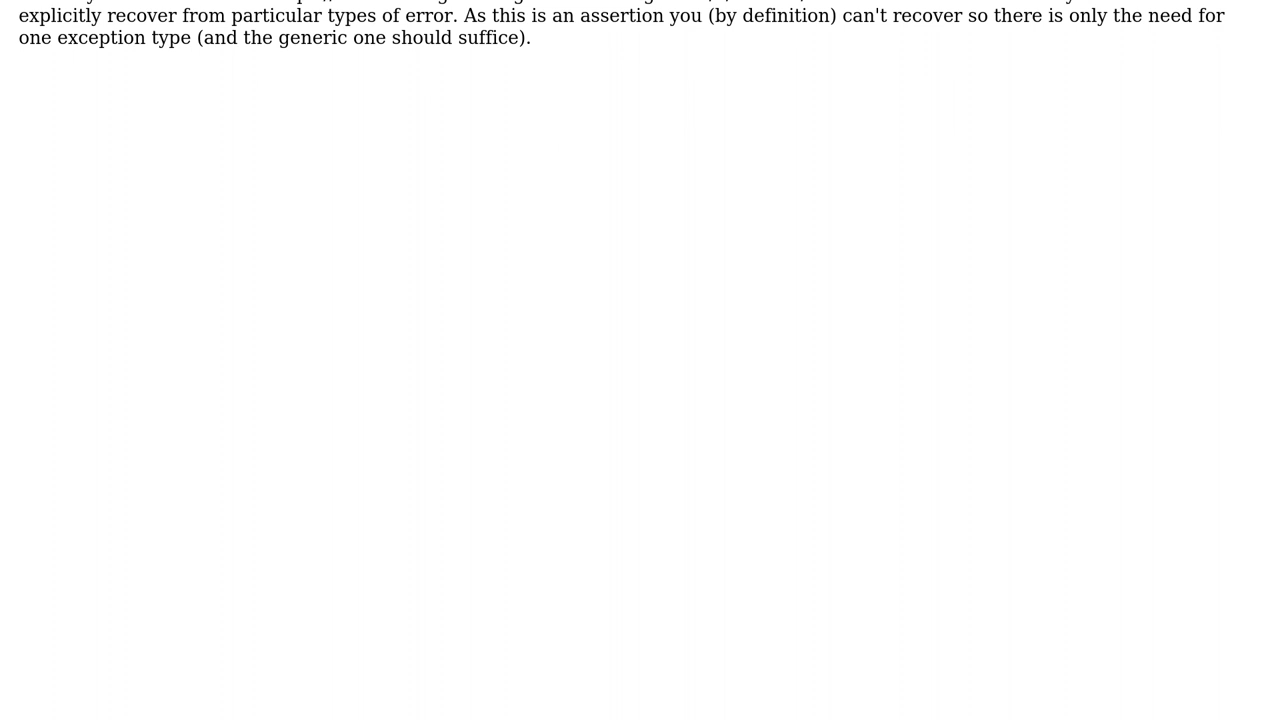 explicitly recover from particular types of error. As this is an assertion you (by definition) can't recover so there is only the need for
one exception type (and the generic one should suffice).